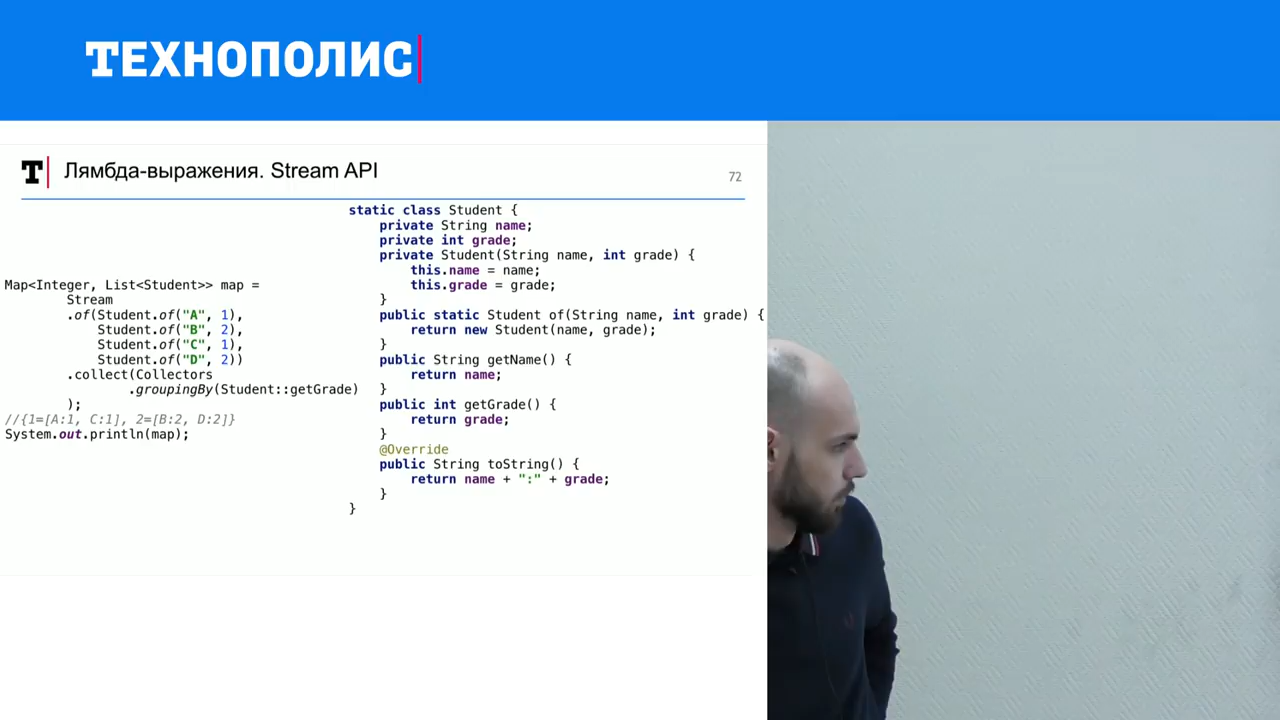 ТЕХНОПОЛИС
T Лямбда-выражения. Stream API
72
Map<Integer, List<Student>> map =
Stream
.of(Student.of("A", 1),
Student.of("B", 2),
Student.of("C", 1),
Student.of("D", 2))
.collect(Collectors
.groupingBy(Student::getGrade)
);
//{1=[A:1, C:1], 2=[B:2, D:2]}
System.out.println(map);
static class Student {
private String name;
private int grade;
private Student(String name, int grade) {
this.name = name;
this.grade = grade;
}
public static Student of(String name, int grade) {
return new Student(name, grade);
}
public String getName() {
return name;
}
public int getGrade() {
return grade;
}
@Override
public String toString() {
return name + ":" + grade;
}
}